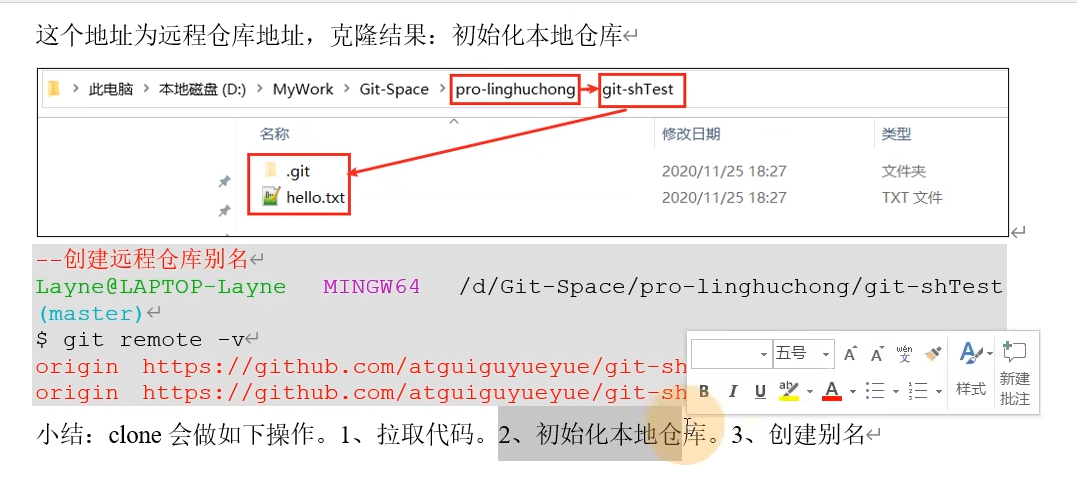 这个地址为远程仓库地址，克隆结果：初始化本地仓库
此电脑 > 本地磁盘 (D:) > MyWork > Git-Space > pro-linghuchong git-shTest
名称 修改日期 类型
.git 2020/11/25 18:27 文件夹
hello.txt 2020/11/25 18:27 TXT 文件
--创建远程仓库别名
Layne@LAPTOP-Layne MINGW64 /d/Git-Space/pro-linghuchong/git-shTest
(master)
$ git remote -v
origin https://github.com/atguiguyueyue/git-sh
origin https://github.com/atguiguyueyue/git-sh
五号 A A wén 文 A 新建
B I U ab A 样式 批注
小结：clone 会做如下操作。1、拉取代码。2、初始化本地仓库。3、创建别名